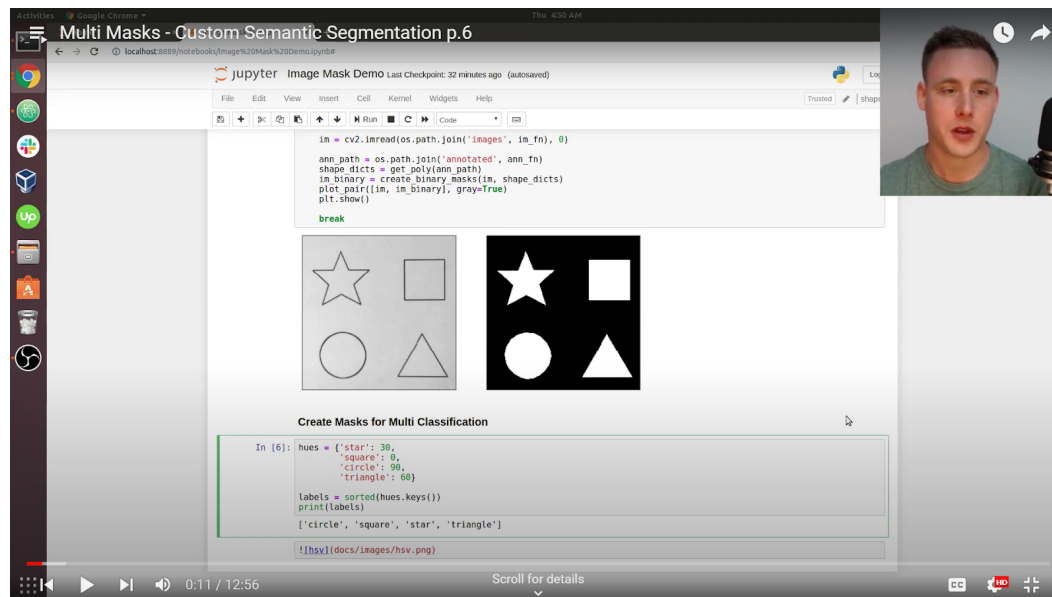 Activities
Google Chrome
Thu 4:50 AM
Multi Masks - Custom Semantic Segmentation p.6
localhost:8889/notebooks/Image%20Mask%20Demo.ipynb#
jupyter Image Mask Demo Last Checkpoint: 32 minutes ago (autosaved)
File Edit View Insert Cell Kernel Widgets Help
Trusted
shape
Run
Code
im = cv2.imread(os.path.join('images', im_fn), 0)
ann_path = os.path.join('annotated', ann_fn)
shape_dicts = get_poly(ann_path)
im_binary = create_binary_masks(im, shape_dicts)
plot_pair([im, im_binary], gray=True)
plt.show()
break
Up
Create Masks for Multi Classification
In [6]: hues = {'star': 30,
'square': 0,
'circle': 90,
'triangle': 60}
labels = sorted(hues.keys())
print(labels)
['circle', 'square', 'star', 'triangle']
![hsv](docs/images/hsv.png)
0:11 / 12:56
Scroll for details
CC
HD